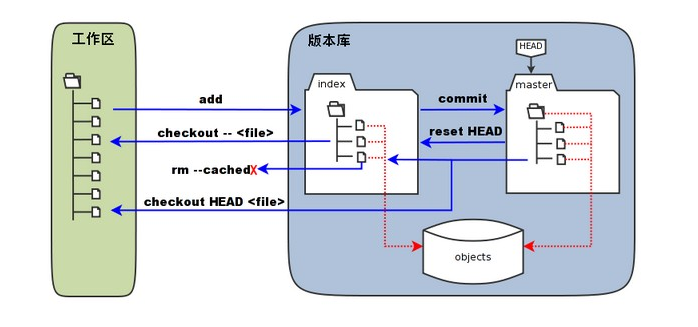 工作区
版本库
HEAD
index
master
add
commit
checkout -- <file>
reset HEAD
rm --cachedX
checkout HEAD <file>
objects